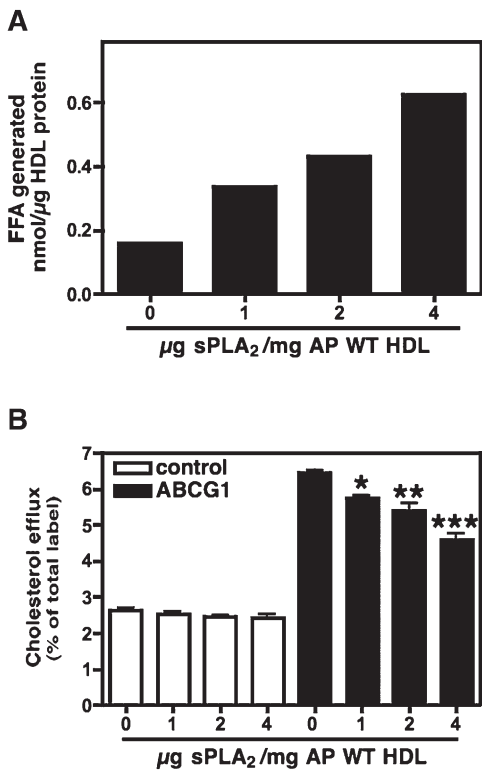 A
FFA generated
nmol/µg HDL protein
0.6
0.4
0.2
0.0
0 1 2 4
µg sPLA2/mg AP WT HDL
B
Cholesterol efflux
(% of total label)
7
6
5
4
3
2
1
0
control
ABCG1
* ** ***
0 1 2 4 0 1 2 4
µg sPLA2/mg AP WT HDL